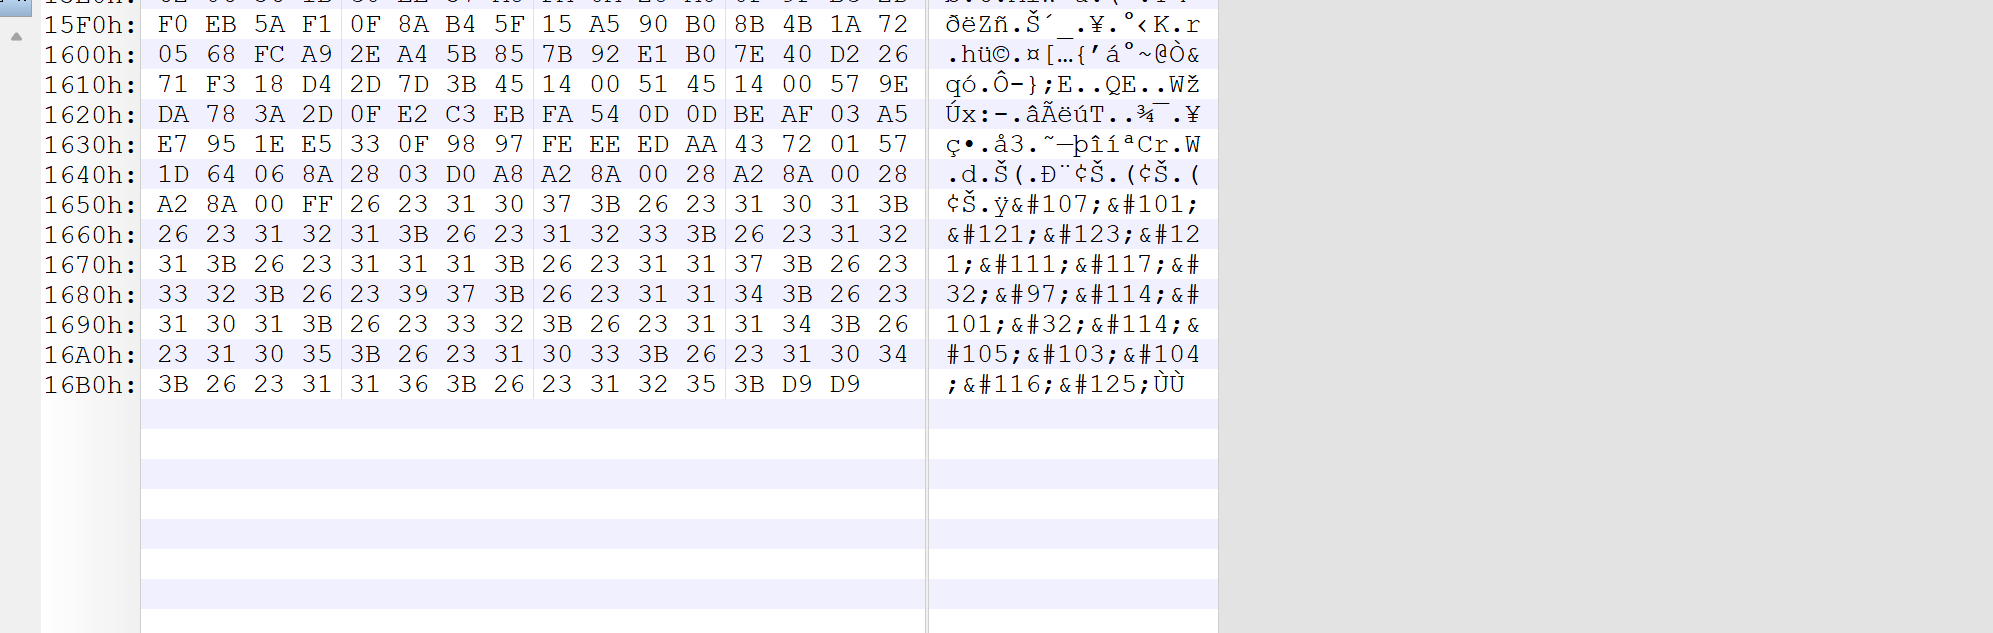 15F0h: F0 EB 5A F1 0F 8A B4 5F 15 A5 90 B0 8B 4B 1A 72 ðëZñ.Š´_.¥.°‹K.r
1600h: 05 68 FC A9 2E A4 5B 85 7B 92 E1 B0 7E 40 D2 26 .hü©.¤[…{’á°~@Ò&
1610h: 71 F3 18 D4 2D 7D 3B 45 14 00 51 45 14 00 57 9E qó.Ô-};E..QE..Wž
1620h: DA 78 3A 2D 0F E2 C3 EB FA 54 0D 0D BE AF 03 A5 Úx:-.âÃëúT..¾¯.¥
1630h: E7 95 1E E5 33 0F 98 97 FE EE ED AA 43 72 01 57 ç•.å3.˜—þîíªCr.W
1640h: 1D 64 06 8A 28 03 D0 A8 A2 8A 00 28 A2 8A 00 28 .d.Š(.Ð¨¢Š.(¢Š.(
1650h: A2 8A 00 FF 26 23 31 30 37 3B 26 23 31 30 31 3B ¢Š.ÿ&#107;&#101;
1660h: 26 23 31 32 31 3B 26 23 31 32 33 3B 26 23 31 32 &#121;&#123;&#12
1670h: 31 3B 26 23 31 31 31 3B 26 23 31 31 37 3B 26 23 1;&#111;&#117;&#
1680h: 33 32 3B 26 23 39 37 3B 26 23 31 31 34 3B 26 23 32;&#97;&#114;&#
1690h: 31 30 31 3B 26 23 33 32 3B 26 23 31 31 34 3B 26 101;&#32;&#114;&
16A0h: 23 31 30 35 3B 26 23 31 30 33 3B 26 23 31 30 34 #105;&#103;&#104
16B0h: 3B 26 23 31 31 36 3B 26 23 31 32 35 3B D9 D9 ;&#116;&#125;ÙÙ